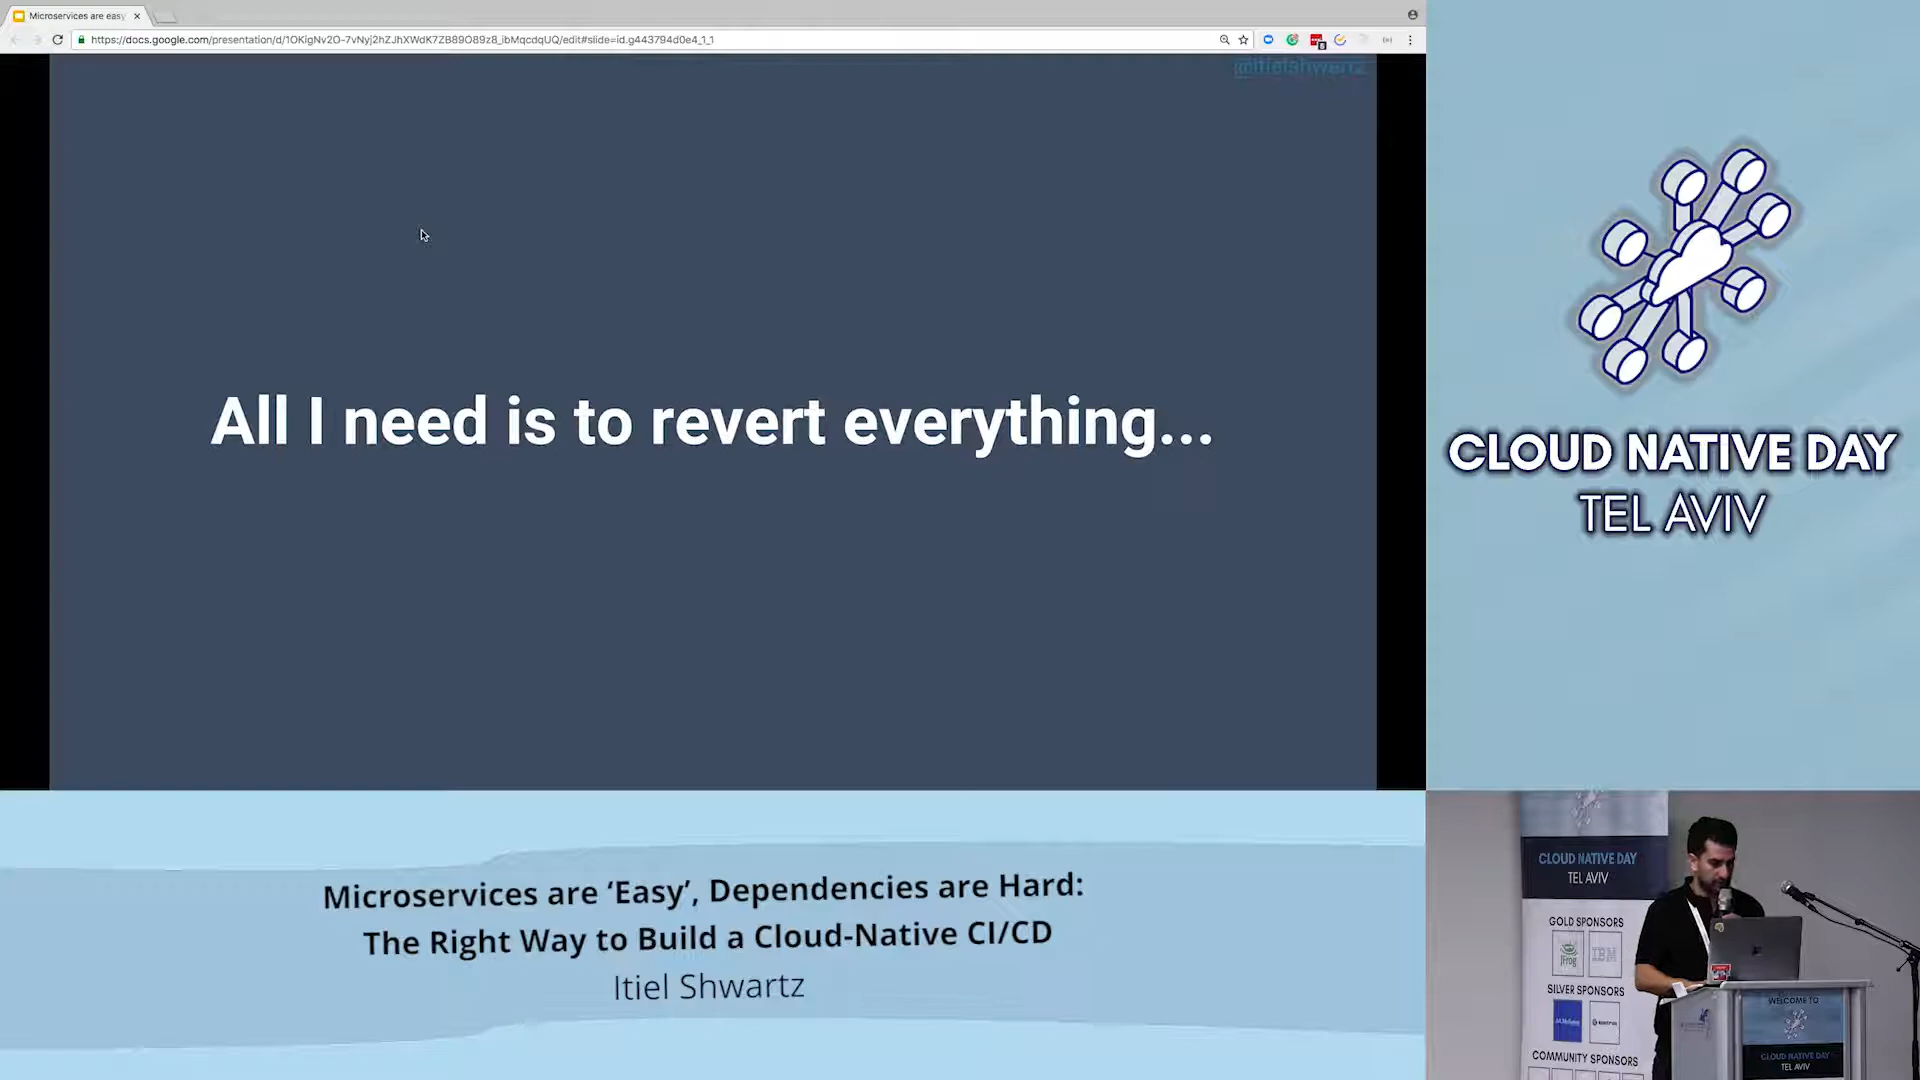 Microservices are easy
https://docs.google.com/presentation/d/1OKigNv2O-7vNyj2hZJhXWdK7ZB89O89z8_ibMqcdqUQ/edit#slide=id.g443794d0e4_1_1
@itielshwartz
All I need is to revert everything...
CLOUD NATIVE DAY
TEL AVIV
Microservices are ‘Easy’, Dependencies are Hard:
The Right Way to Build a Cloud-Native CI/CD
Itiel Shwartz
CLOUD NATIVE DAY
TEL AVIV
GOLD SPONSORS
JFrog
IBM
SILVER SPONSORS
COMMUNITY SPONSORS
WELCOME TO
CLOUD NATIVE DAY
TEL AVIV